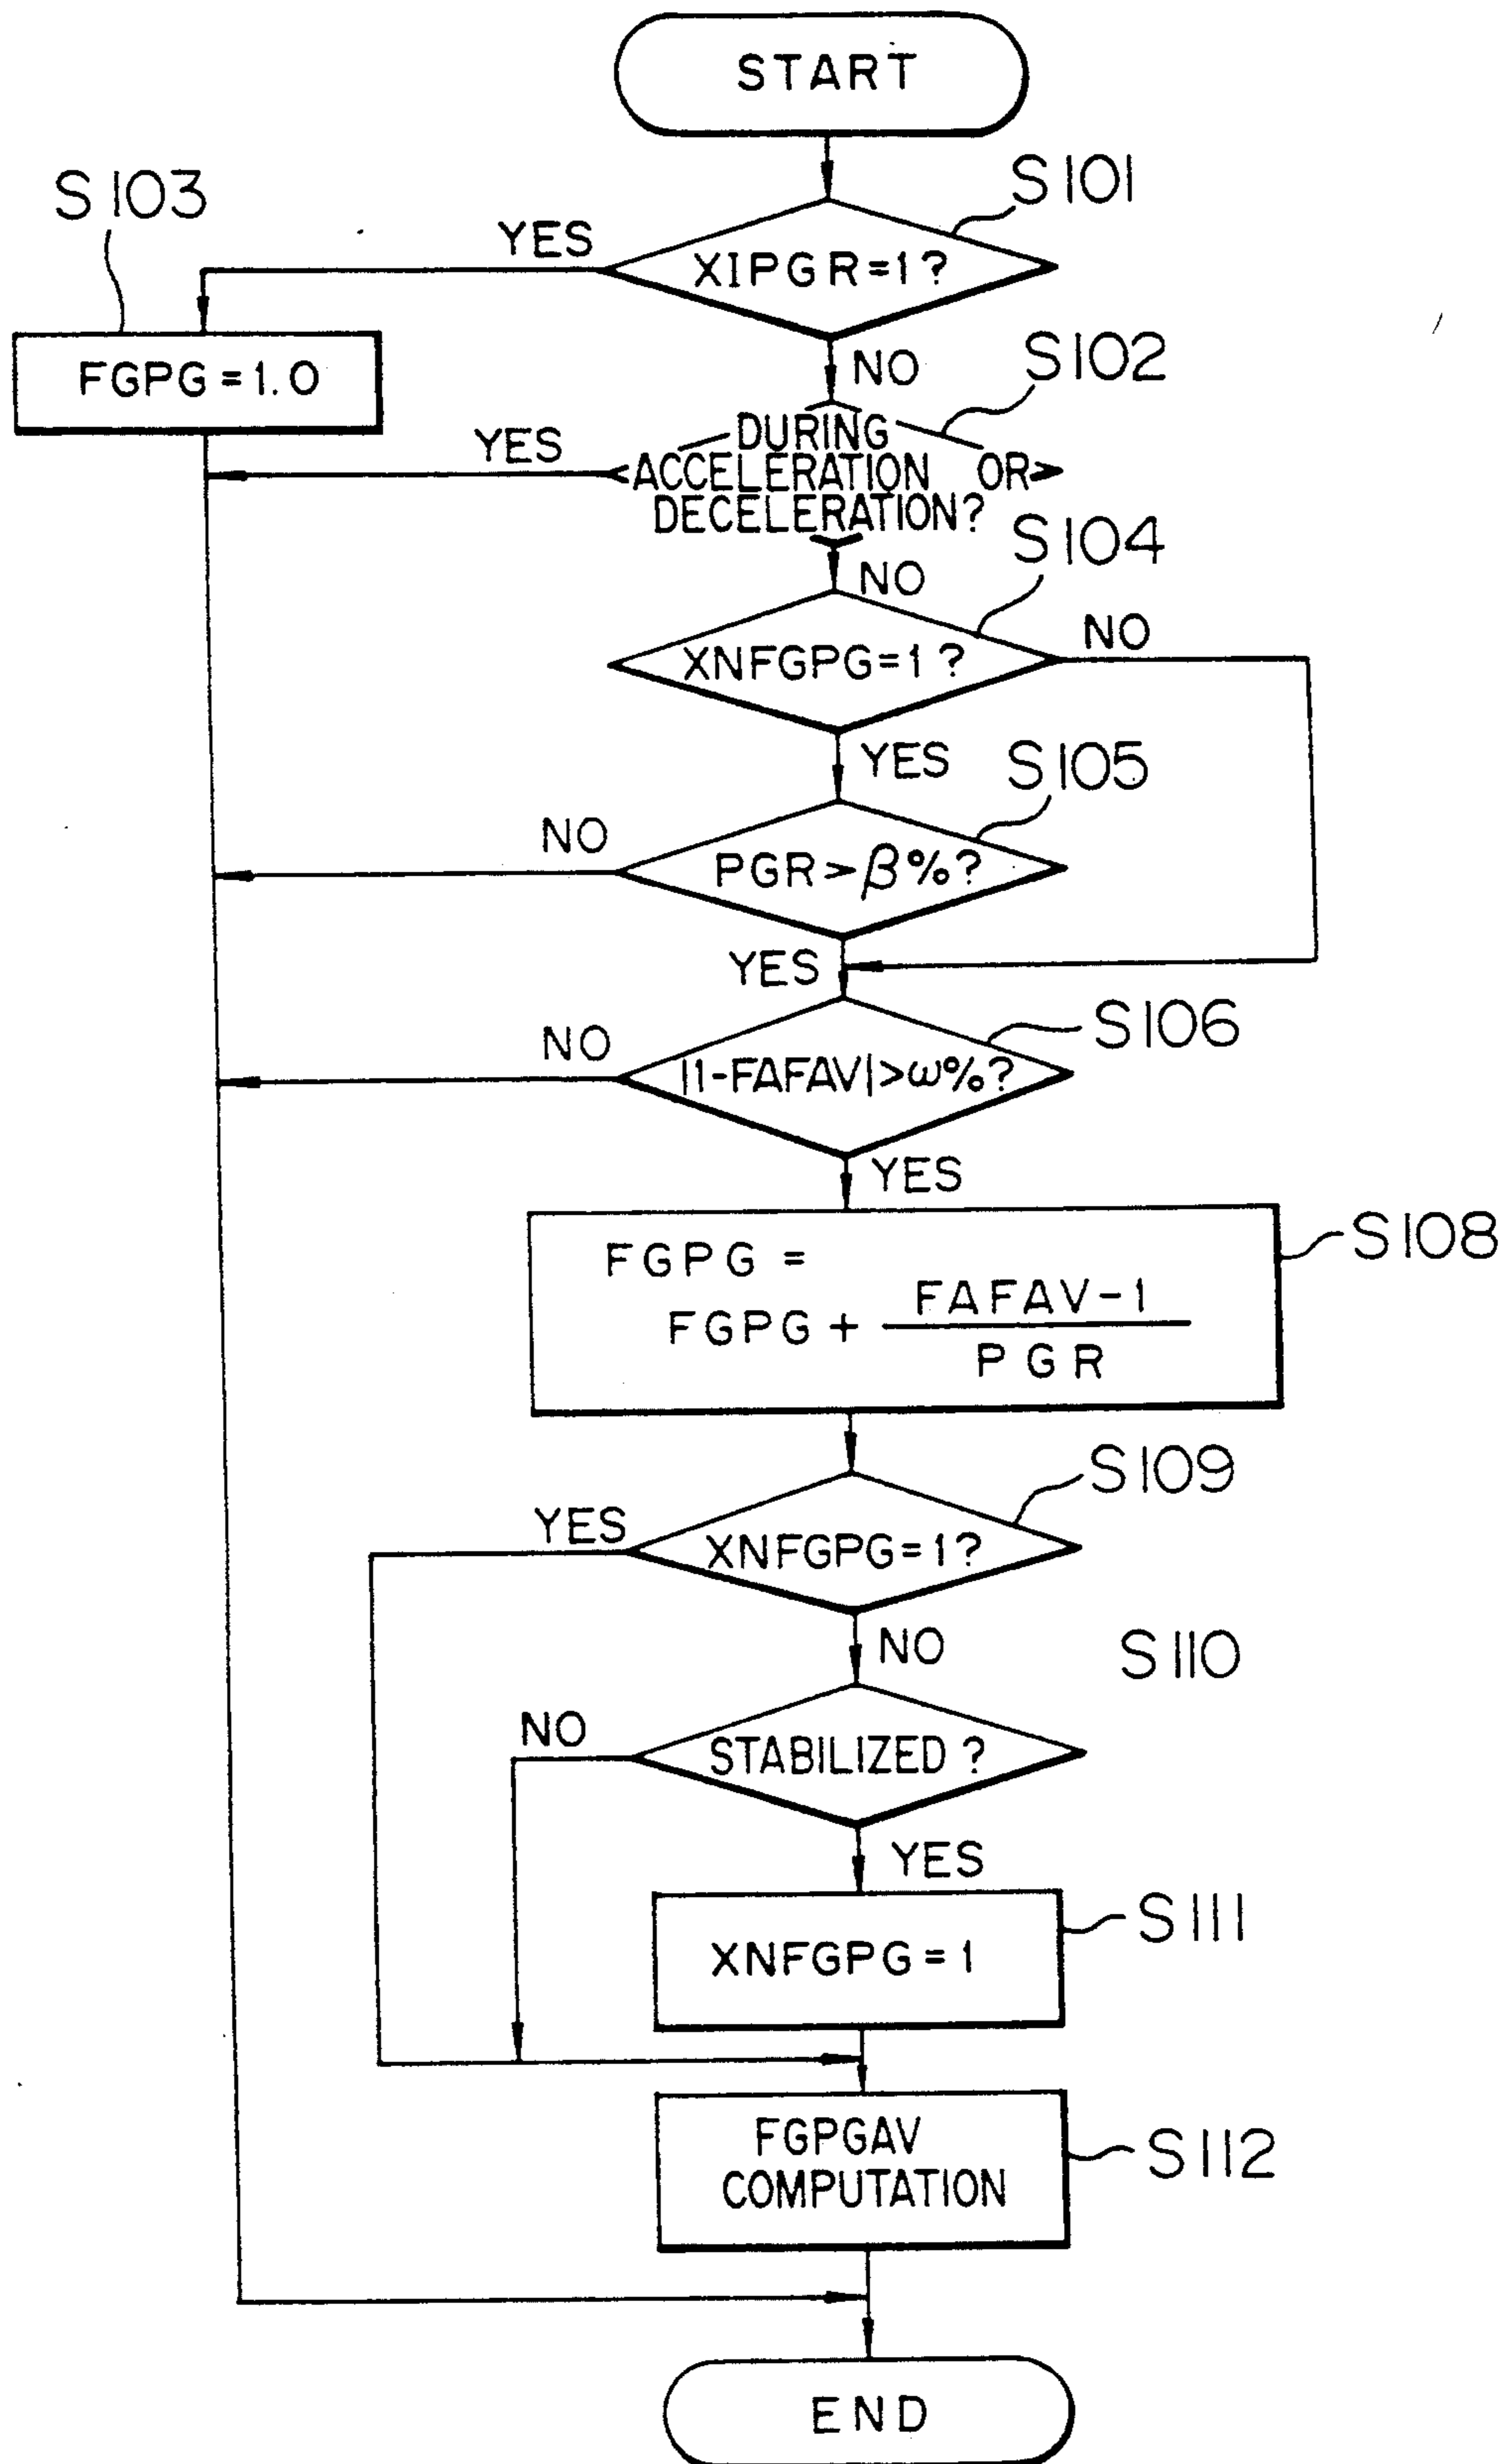 START
S101
S103
YES
XIPGR=1?
FGPG=1.0
NO
S102
YES
DURING
ACCELERATION OR
DECELERATION?
S104
NO
XNFGPG=1?
NO
YES
S105
NO
PGR>β%?
YES
S106
NO
|1-FAFAV|>ω%?
YES
S108
FGPG=
FGPG + FAFAV-1
PGR
S109
YES
XNFGPG=1?
NO
S110
NO
STABILIZED?
YES
S111
XNFGPG=1
FGPGAV
COMPUTATION
S112
END